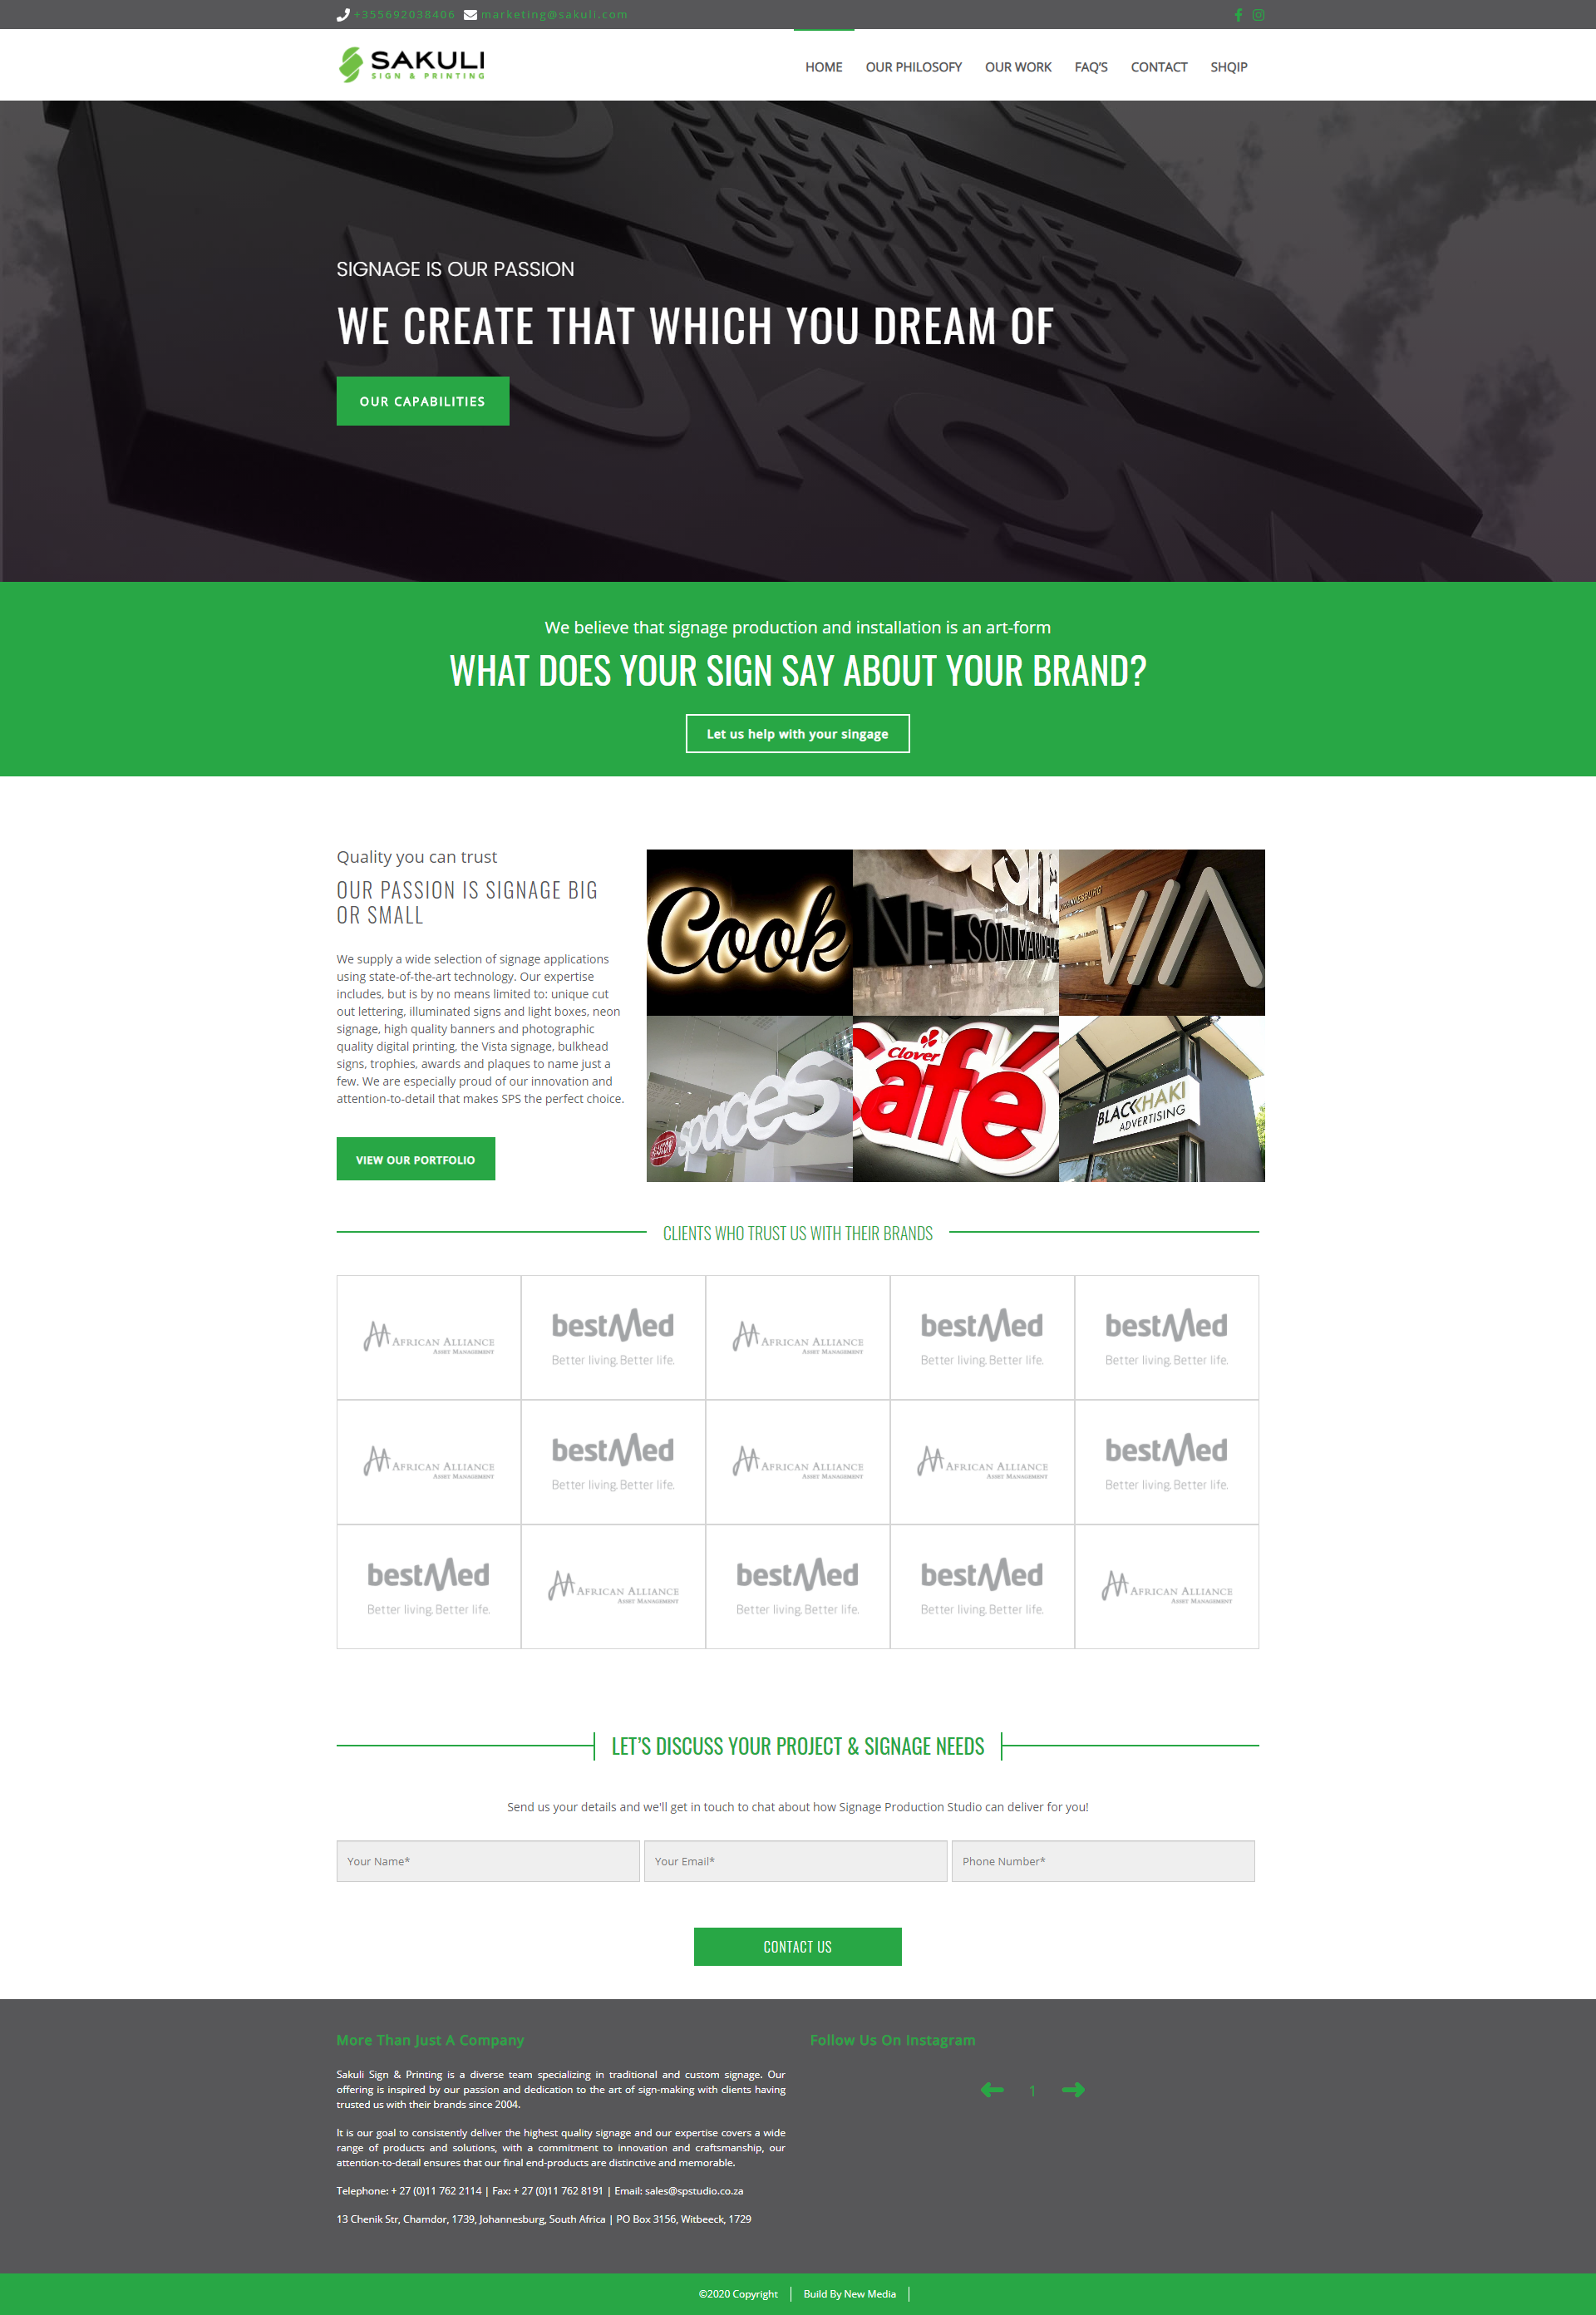 +355692038406 marketing@sakuli.com
SAKULI
SIGN & PRINTING
HOME OUR PHILOSOFY OUR WORK FAQ'S CONTACT SHQIP
SIGNAGE IS OUR PASSION
WE CREATE THAT WHICH YOU DREAM OF
OUR CAPABILITIES
We believe that signage production and installation is an art-form
WHAT DOES YOUR SIGN SAY ABOUT YOUR BRAND?
Let us help with your singage
Quality you can trust
OUR PASSION IS SIGNAGE BIG
OR SMALL
We supply a wide selection of signage applications
using state-of-the-art technology. Our expertise
includes, but is by no means limited to: unique cut
out lettering, illuminated signs and light boxes, neon
signage, high quality banners and photographic
quality digital printing, the Vista signage, bulkhead
signs, trophies, awards and plaques to name just a
few. We are especially proud of our innovation and
attention-to-detail that makes SPS the perfect choice.
VIEW OUR PORTFOLIO
Cook
NELSON MANDELA
VIA
spaces
Clover
Café
BLACKKHAKI
ADVERTISING
CLIENTS WHO TRUST US WITH THEIR BRANDS
AFRICAN ALLIANCE
ASSET MANAGEMENT
bestMed
Better living. Better life.
AFRICAN ALLIANCE
ASSET MANAGEMENT
bestMed
Better living. Better life.
bestMed
Better living. Better life.
AFRICAN ALLIANCE
ASSET MANAGEMENT
bestMed
Better living. Better life.
AFRICAN ALLIANCE
ASSET MANAGEMENT
AFRICAN ALLIANCE
ASSET MANAGEMENT
bestMed
Better living. Better life.
bestMed
Better living. Better life.
AFRICAN ALLIANCE
ASSET MANAGEMENT
bestMed
Better living. Better life.
bestMed
Better living. Better life.
AFRICAN ALLIANCE
ASSET MANAGEMENT
LET'S DISCUSS YOUR PROJECT & SIGNAGE NEEDS
Send us your details and we'll get in touch to chat about how Signage Production Studio can deliver for you!
Your Name* Your Email* Phone Number*
CONTACT US
More Than Just A Company
Sakuli Sign & Printing is a diverse team specializing in traditional and custom signage. Our
offering is inspired by our passion and dedication to the art of sign-making with clients having
trusted us with their brands since 2004.
It is our goal to consistently deliver the highest quality signage and our expertise covers a wide
range of products and solutions, with a commitment to innovation and craftsmanship, our
attention-to-detail ensures that our final end-products are distinctive and memorable.
Telephone: + 27 (0)11 762 2114 | Fax: + 27 (0)11 762 8191 | Email: sales@spstudio.co.za
13 Chenik Str, Chamdor, 1739, Johannesburg, South Africa | PO Box 3156, Witbeeck, 1729
Follow Us On Instagram
1
©2020 Copyright Build By New Media